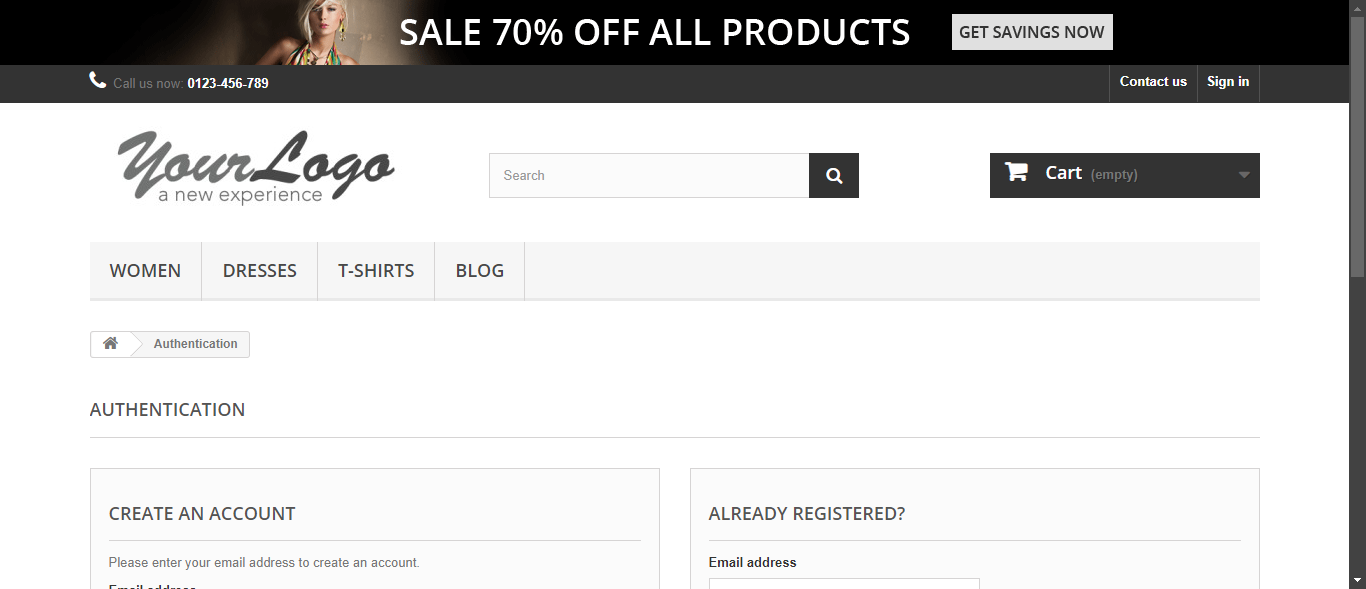 SALE 70% OFF ALL PRODUCTS GET SAVINGS NOW
Call us now: 0123-456-789 Contact us Sign in
YourLogo
a new experience
Search
Cart (empty)
WOMEN DRESSES T-SHIRTS BLOG
Authentication
AUTHENTICATION
CREATE AN ACCOUNT
Please enter your email address to create an account.
Email address
ALREADY REGISTERED?
Email address